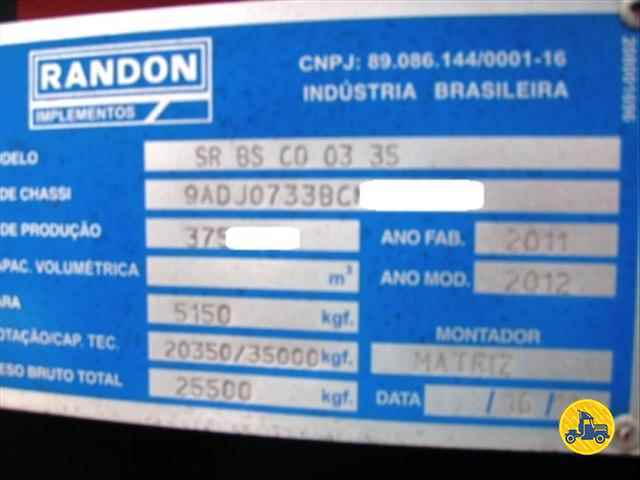 RANDON
IMPLEMENTOS
CNPJ: 89.086.144/0001-16
INDÚSTRIA BRASILEIRA
ODELO SR BS CD 03 35
DE CHASSI 9ADJ0733BC
DE PRODUÇÃO 375 ANO FAB. 2011
APAC. VOLUMÉTRICA m³ ANO MOD. 2012
ARA 5150 kgf. MONTADOR
OTAÇÃO/CAP. TEC. 20350/35000 kgf. MATRIZ
ESO BRUTO TOTAL 25500 kgf. DATA /16/